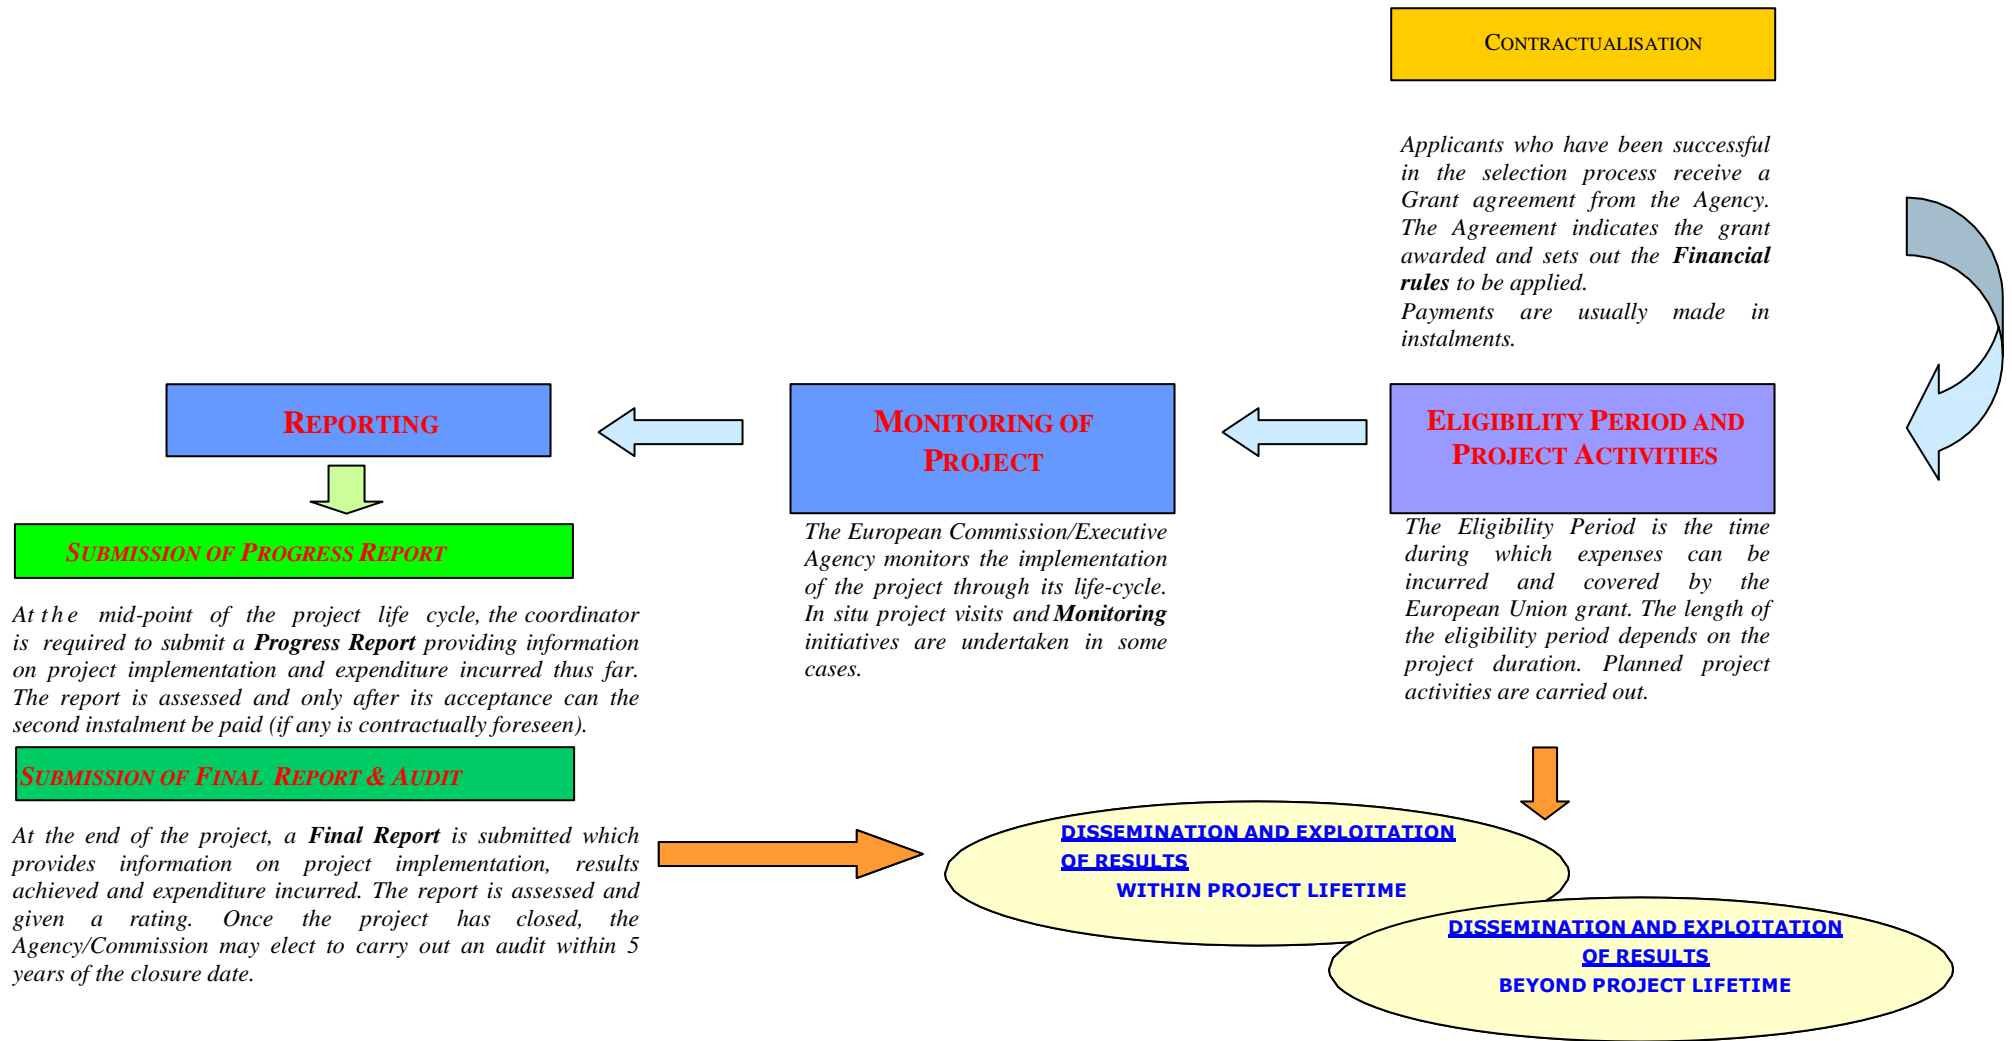 CONTRACTUALISATION
Applicants who have been successful
in the selection process receive a
Grant agreement from the Agency.
The Agreement indicates the grant
awarded and sets out the Financial
rules to be applied.
Payments are usually made in
instalments.
REPORTING
MONITORING OF
PROJECT
ELIGIBILITY PERIOD AND
PROJECT ACTIVITIES
SUBMISSION OF PROGRESS REPORT
At the mid-point of the project life cycle, the coordinator
is required to submit a Progress Report providing information
on project implementation and expenditure incurred thus far.
The report is assessed and only after its acceptance can the
second instalment be paid (if any is contractually foreseen).
The European Commission/Executive
Agency monitors the implementation
of the project through its life-cycle.
In situ project visits and Monitoring
initiatives are undertaken in some
cases.
The Eligibility Period is the time
during which expenses can be
incurred and covered by the
European Union grant. The length of
the eligibility period depends on the
project duration. Planned project
activities are carried out.
SUBMISSION OF FINAL REPORT & AUDIT
At the end of the project, a Final Report is submitted which
provides information on project implementation, results
achieved and expenditure incurred. The report is assessed and
given a rating. Once the project has closed, the
Agency/Commission may elect to carry out an audit within 5
years of the closure date.
DISSEMINATION AND EXPLOITATION
OF RESULTS
WITHIN PROJECT LIFETIME
DISSEMINATION AND EXPLOITATION
OF RESULTS
BEYOND PROJECT LIFETIME